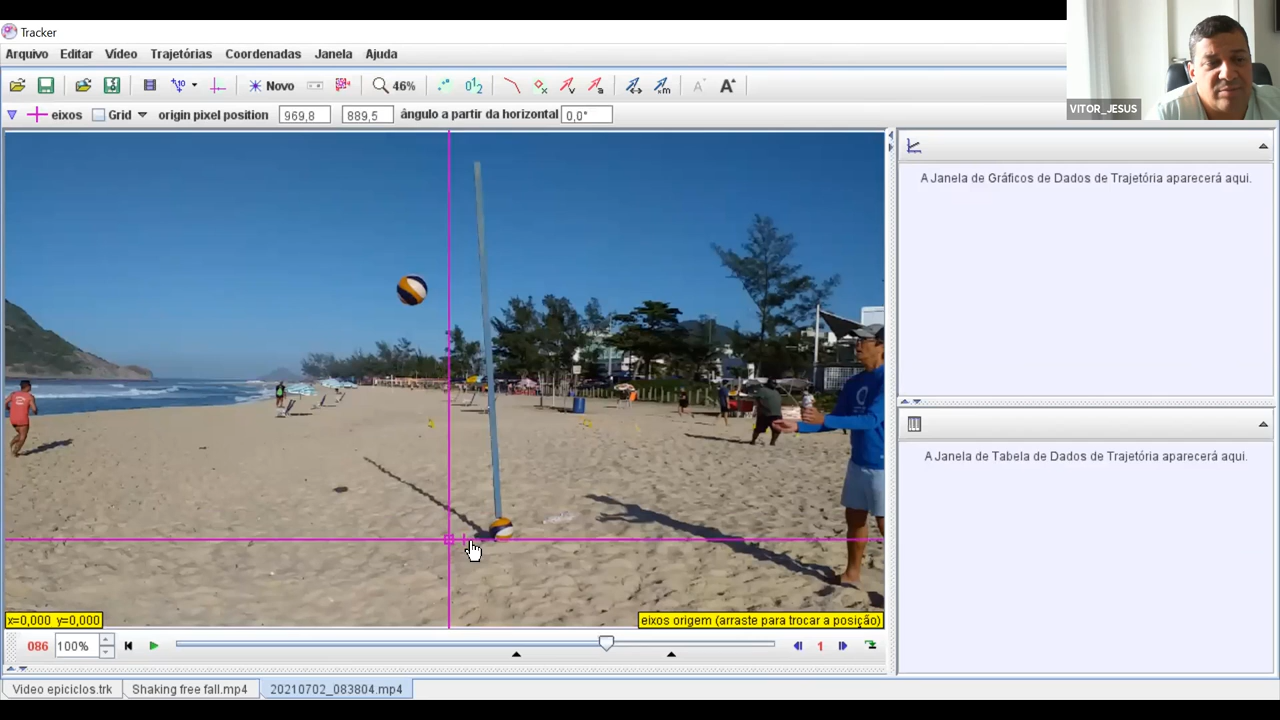 Tracker
Arquivo Editar Vídeo Trajetórias Coordenadas Janela Ajuda
Novo 46%
eixos Grid origin pixel position 969,8 889,5 ângulo a partir da horizontal 0,0°
VITOR_JESUS
A Janela de Gráficos de Dados de Trajetória aparecerá aqui.
A Janela de Tabela de Dados de Trajetória aparecerá aqui.
x=0,000 y=0,000
eixos origem (arraste para trocar a posição)
086 100% 1
Video epiciclos.trk Shaking free fall.mp4 20210702_083804.mp4